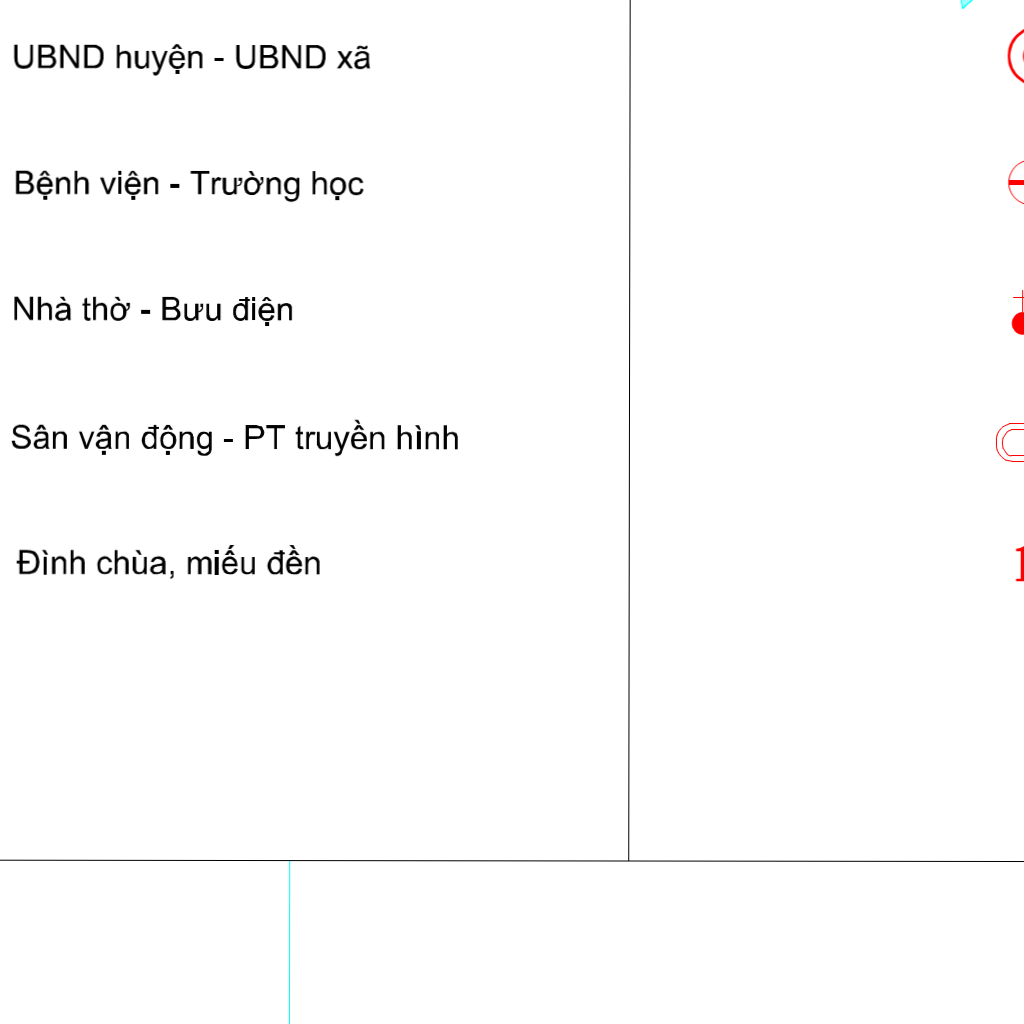 UBND huyện - UBND xã
Bệnh viện - Trường học
Nhà thờ - Bưu điện
Sân vận động - PT truyền hình
Đình chùa, miếu đền